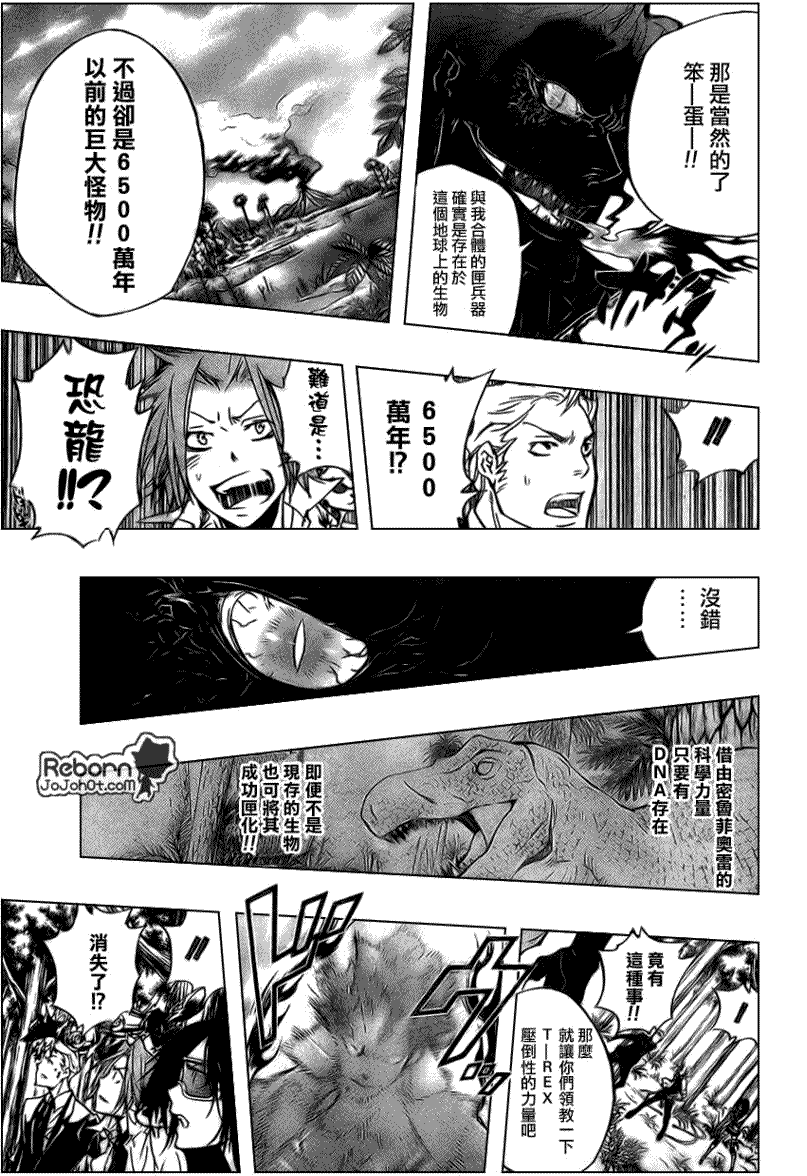 那是當然的了
笨—蛋—!!
與我合體的匣兵器
確實是存在於
這個地球上的生物
不過卻是6500萬年
以前的巨大怪物!!
6500
萬年!?
難道是…
恐龍!!?
沒錯
……
借由密魯菲奧雷的
科學力量
只要有
DNA存在
即便不是
現存的生物
也可將其
成功匣化!!
Reborn
JoJoHOt.coM
竟有
這種事!!
那麼
就讓你們領教一下
T—REX
壓倒性的力量吧
消失了!?